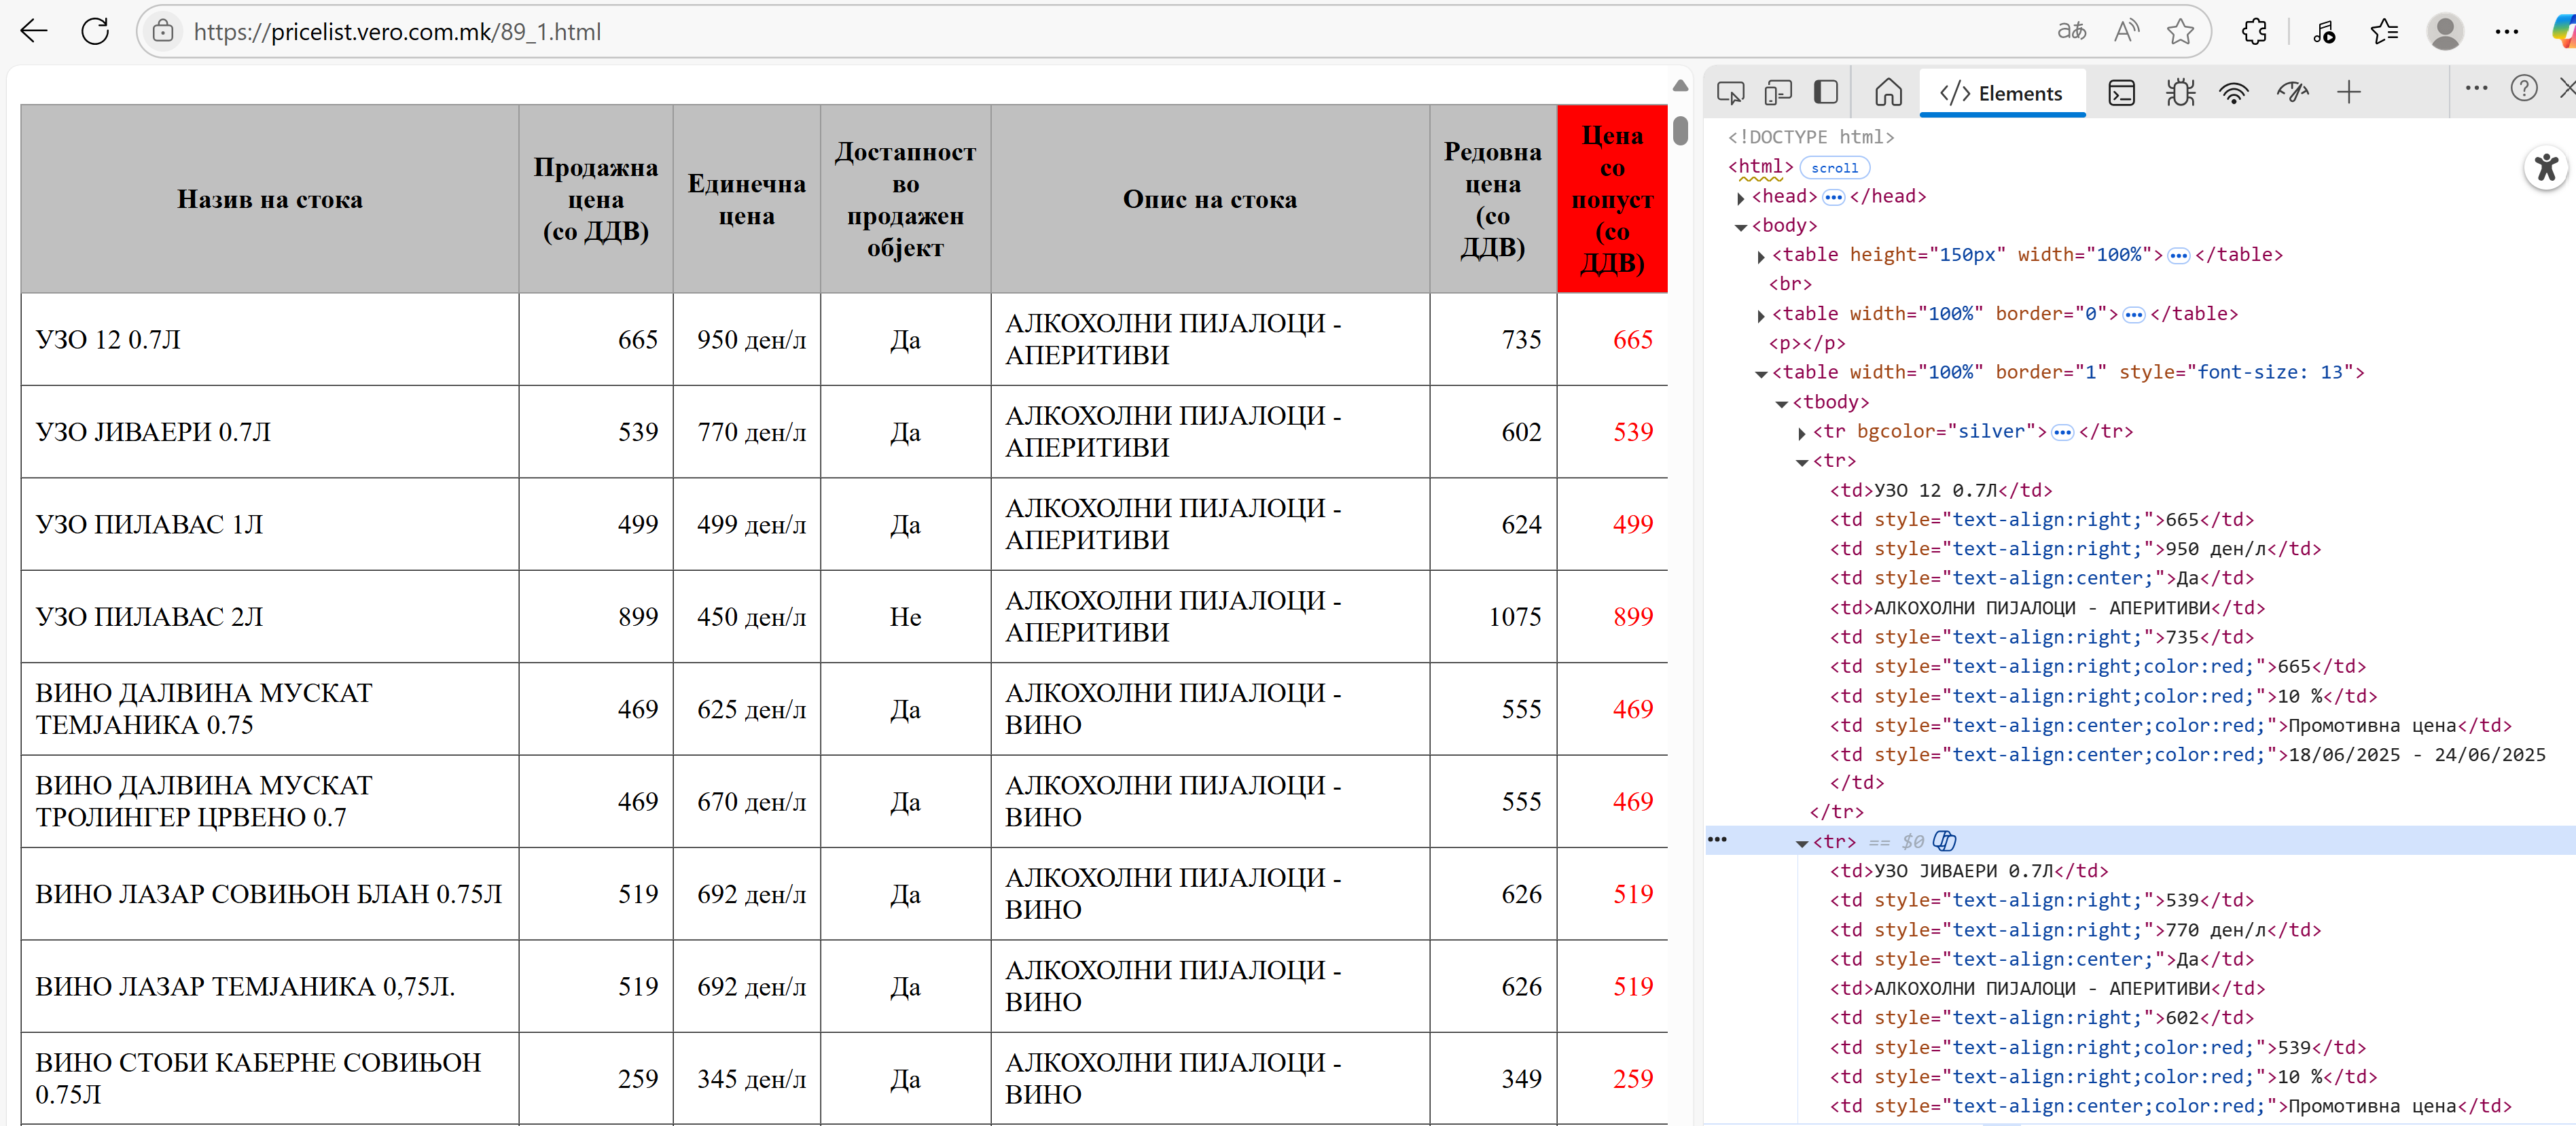 https://pricelist.vero.com.mk/89_1.html
aあ
A
Назив на стока
Продажна
цена
(со ДДВ)
Единечна
цена
Достапност
во
продажен
објект
Опис на стока
Редовна
цена
(со
ДДВ)
Цена
со
попуст
(со
ДДВ)
УЗО 12 0.7Л
665
950 ден/л
Да
АЛКОХОЛНИ ПИЈАЛОЦИ -
АПЕРИТИВИ
735
665
УЗО ЈИВАЕРИ 0.7Л
539
770 ден/л
Да
АЛКОХОЛНИ ПИЈАЛОЦИ -
АПЕРИТИВИ
602
539
УЗО ПИЛАВАС 1Л
499
499 ден/л
Да
АЛКОХОЛНИ ПИЈАЛОЦИ -
АПЕРИТИВИ
624
499
УЗО ПИЛАВАС 2Л
899
450 ден/л
Не
АЛКОХОЛНИ ПИЈАЛОЦИ -
АПЕРИТИВИ
1075
899
ВИНО ДАЛВИНА МУСКАТ
ТЕМЈАНИКА 0.75
469
625 ден/л
Да
АЛКОХОЛНИ ПИЈАЛОЦИ -
ВИНО
555
469
ВИНО ДАЛВИНА МУСКАТ
ТРОЛИНГЕР ЦРВЕНО 0.7
469
670 ден/л
Да
АЛКОХОЛНИ ПИЈАЛОЦИ -
ВИНО
555
469
ВИНО ЛАЗАР СОВИЊОН БЛАН 0.75Л
519
692 ден/л
Да
АЛКОХОЛНИ ПИЈАЛОЦИ -
ВИНО
626
519
ВИНО ЛАЗАР ТЕМЈАНИКА 0,75Л.
519
692 ден/л
Да
АЛКОХОЛНИ ПИЈАЛОЦИ -
ВИНО
626
519
ВИНО СТОБИ КАБЕРНЕ СОВИЊОН
0.75Л
259
345 ден/л
Да
АЛКОХОЛНИ ПИЈАЛОЦИ -
ВИНО
349
259
</> Elements
<!DOCTYPE html>
<html> scroll
<head> ••• </head>
<body>
<table height="150px" width="100%"> ••• </table>
<br>
<table width="100%" border="0"> ••• </table>
<p></p>
<table width="100%" border="1" style="font-size: 13">
<tbody>
<tr bgcolor="silver"> ••• </tr>
<tr>
<td>УЗО 12 0.7Л</td>
<td style="text-align:right;">665</td>
<td style="text-align:right;">950 ден/л</td>
<td style="text-align:center;">Да</td>
<td>АЛКОХОЛНИ ПИЈАЛОЦИ - АПЕРИТИВИ</td>
<td style="text-align:right;">735</td>
<td style="text-align:right;color:red;">665</td>
<td style="text-align:right;color:red;">10 %</td>
<td style="text-align:center;color:red;">Промотивна цена</td>
<td style="text-align:center;color:red;">18/06/2025 - 24/06/2025
</td>
</tr>
<tr> == $0
<td>УЗО ЈИВАЕРИ 0.7Л</td>
<td style="text-align:right;">539</td>
<td style="text-align:right;">770 ден/л</td>
<td style="text-align:center;">Да</td>
<td>АЛКОХОЛНИ ПИЈАЛОЦИ - АПЕРИТИВИ</td>
<td style="text-align:right;">602</td>
<td style="text-align:right;color:red;">539</td>
<td style="text-align:right;color:red;">10 %</td>
<td style="text-align:center;color:red;">Промотивна цена</td>